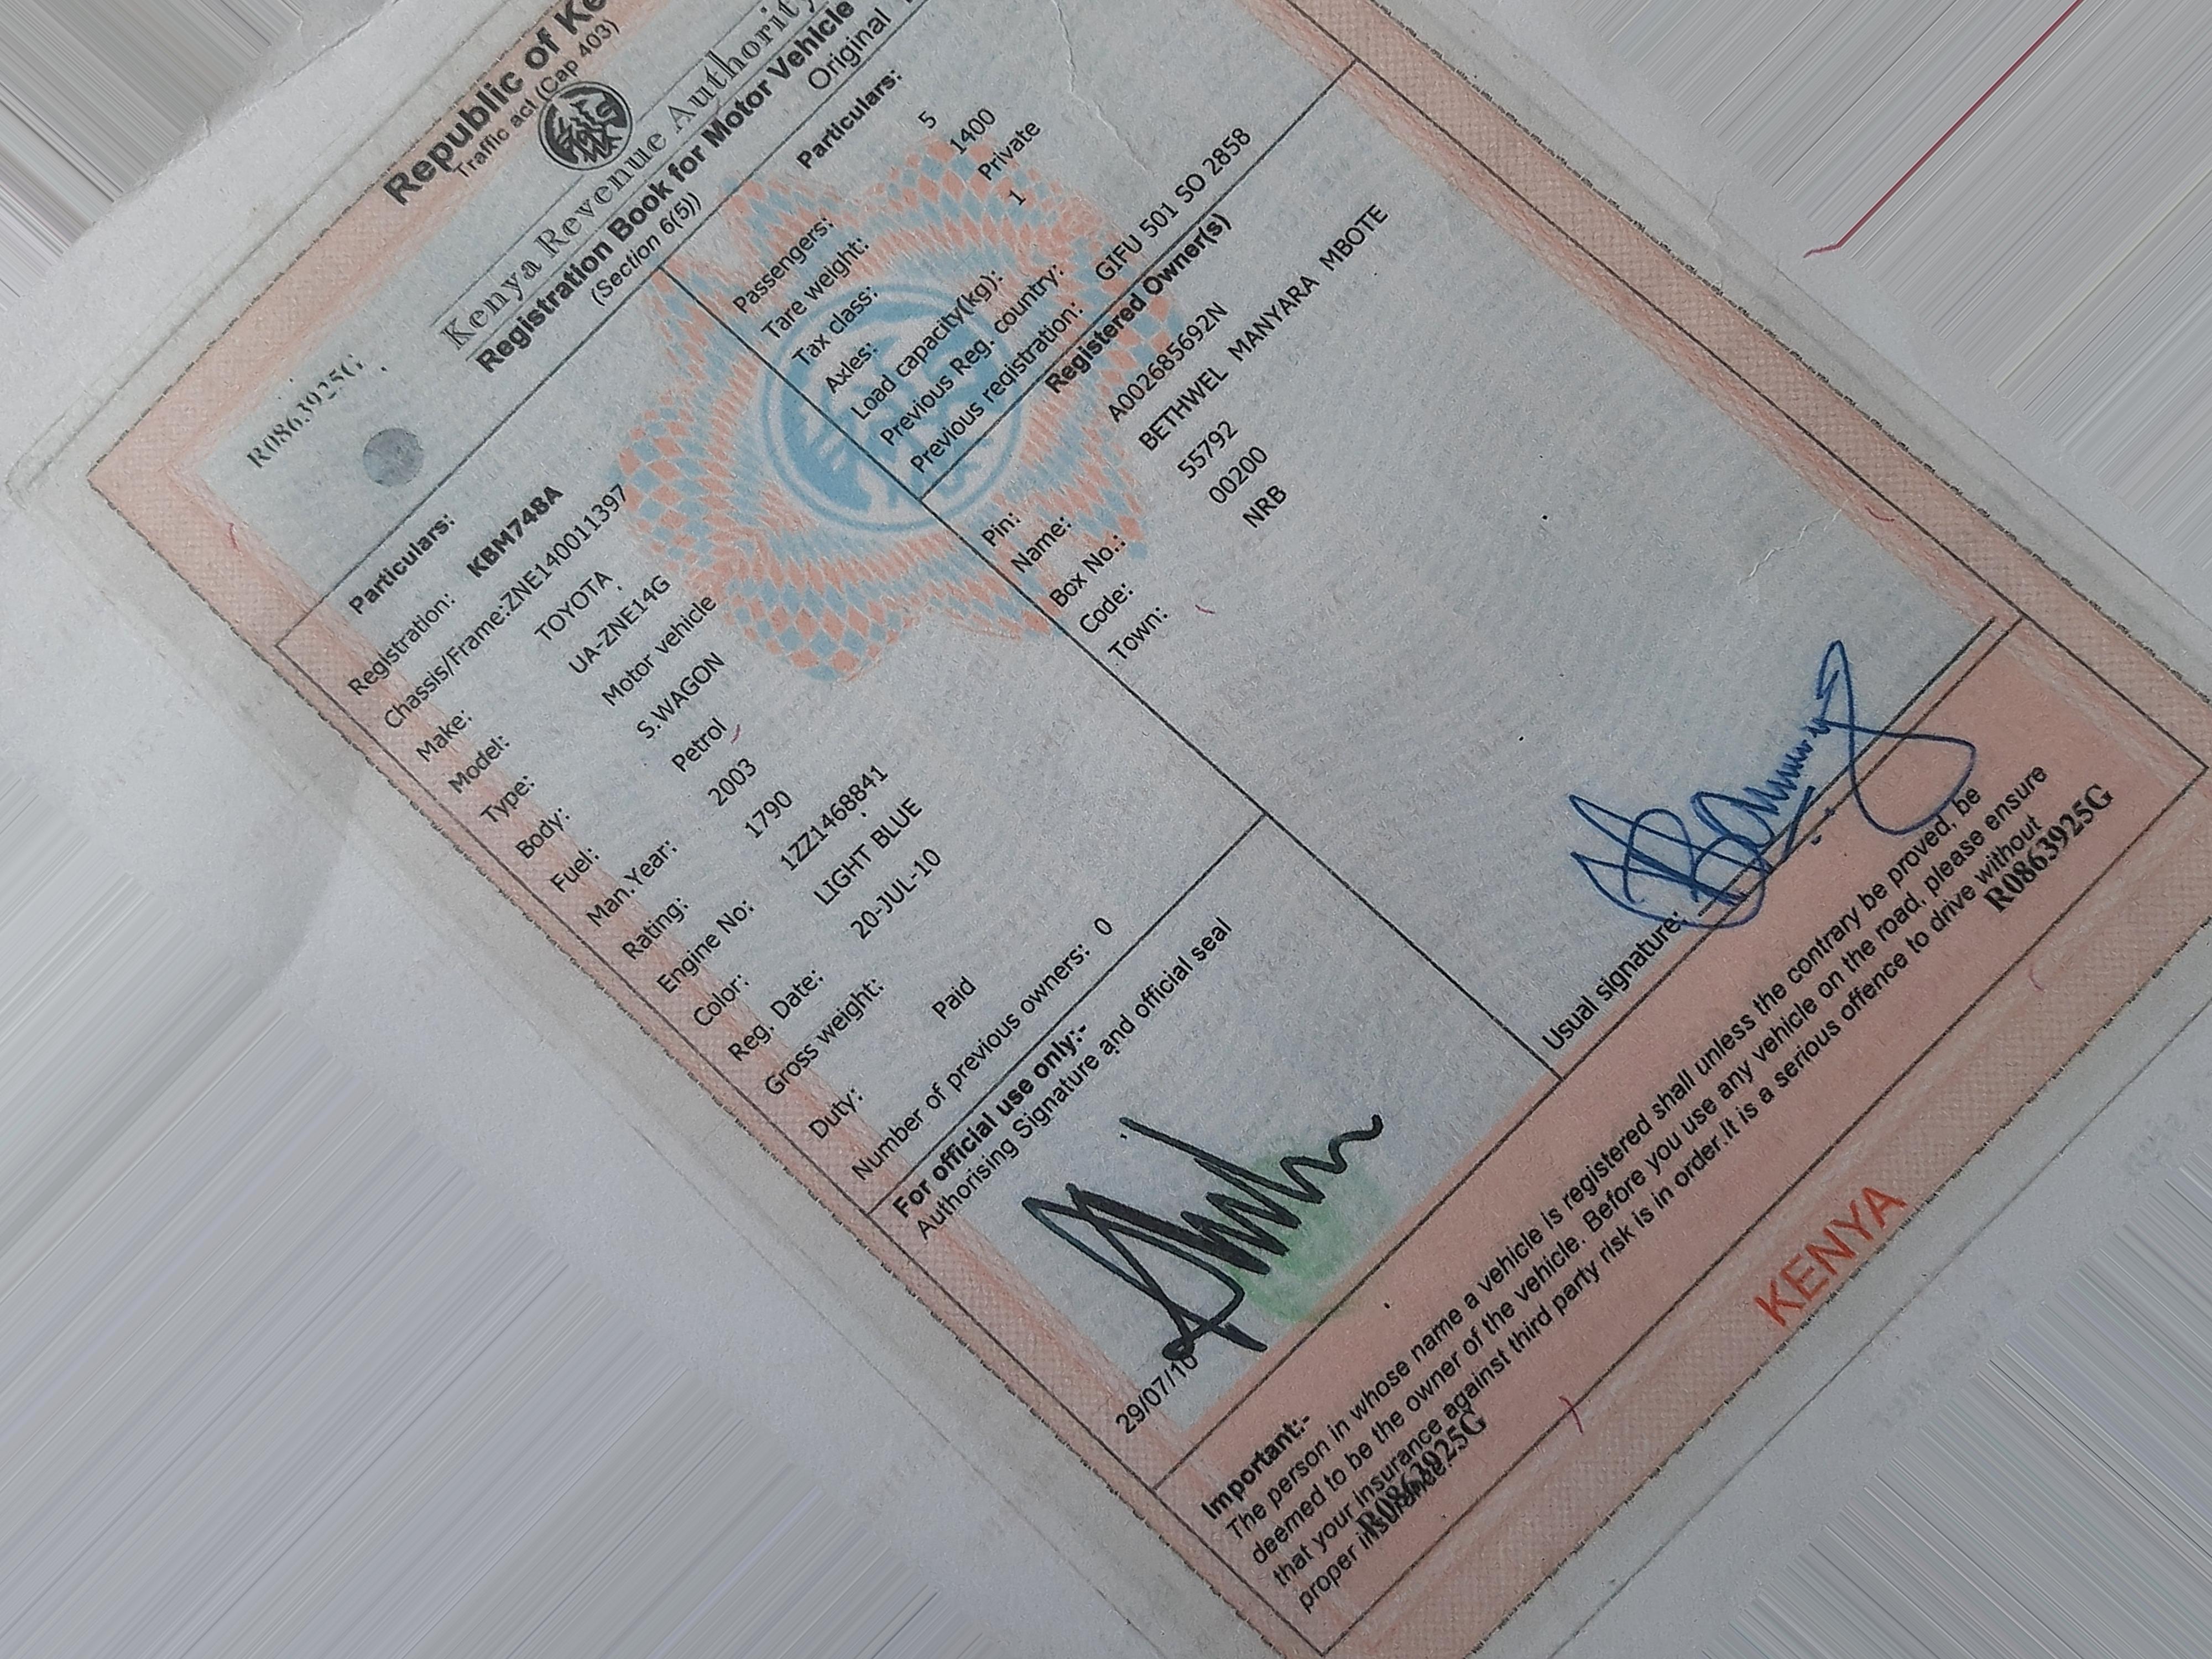 Republic of Ke
Traffic act (Cap 403)
Kenya Revenue Authority
Registration Book for Motor Vehicle
(Section 6(5))
Original
R0863925G
Particulars:
Registration: KBM748A
Chassis/Frame:ZNE140011397
Make: TOYOTA
Model: UA-ZNE14G
Type: Motor vehicle
Body: S.WAGON
Fuel: Petrol
Man.Year: 2003
Rating: 1790
Engine No: 1ZZ1468841
Color: LIGHT BLUE
Reg. Date: 20-JUL-10
Gross weight:
Duty: Paid
Number of previous owners: 0
Particulars:
Passengers: 5
Tare weight: 1400
Tax class: Private
Axles: 1
Load capacity(kg):
Previous Reg. country:
Previous registration: GIFU 501 SO 2858
Registered Owner(s)
Pin: A002685692N
Name: BETHWEL MANYARA MBOTE
Box No.: 55792
Code: 00200
Town: NRB
For official use only:-
Authorising Signature and official seal
29/07/10
Usual signature:
Important:-
The person in whose name a vehicle is registered shall unless the contrary be proved, be
deemed to be the owner of the vehicle. Before you use any vehicle on the road, please ensure
that your insurance against third party risk is in order.It is a serious offence to drive without
proper insurance.
R0863925G
R0863925G
KENYA